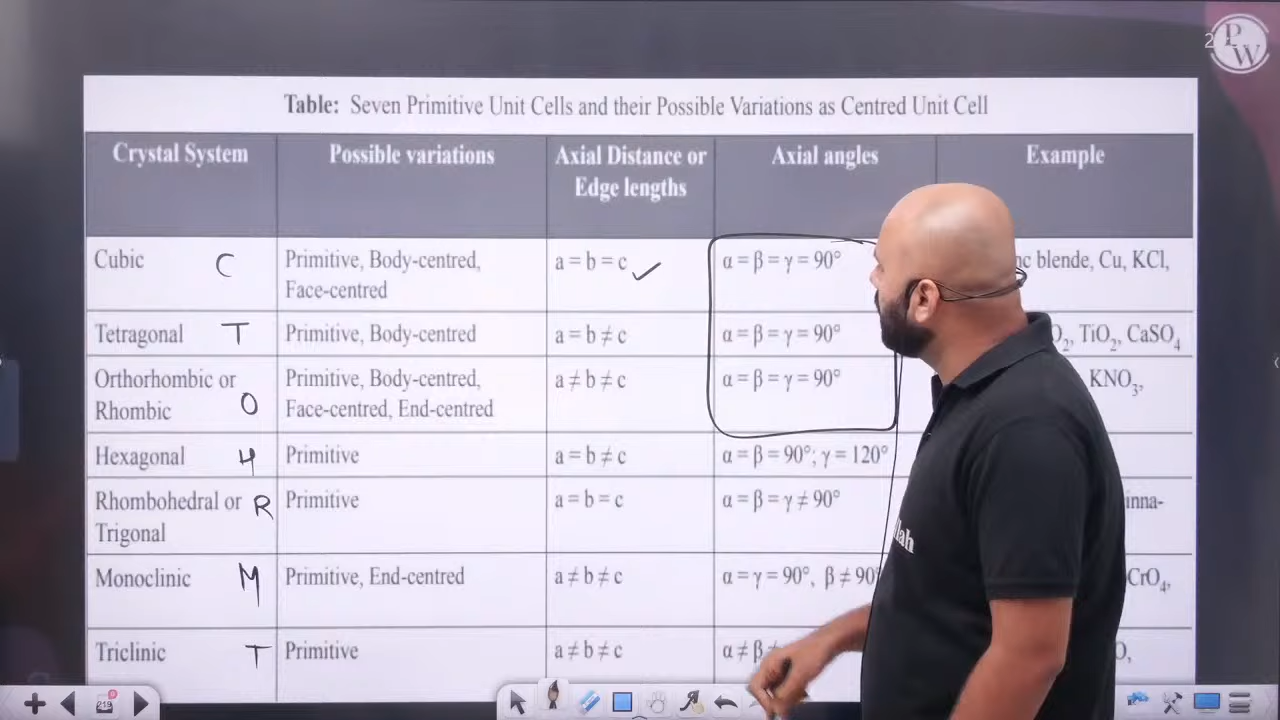 PW
Table: Seven Primitive Unit Cells and their Possible Variations as Centred Unit Cell
Crystal System
Possible variations
Axial Distance or
Edge lengths
Axial angles
Example
Cubic C
Primitive, Body-centred,
Face-centred
a = b = c ✓
α = β = γ = 90°
blende, Cu, KCl,
Tetragonal T
Primitive, Body-centred
a = b ≠ c
α = β = γ = 90°
TiO₂, CaSO₄
Orthorhombic or
Rhombic O
Primitive, Body-centred,
Face-centred, End-centred
a ≠ b ≠ c
α = β = γ = 90°
KNO₃,
Hexagonal H
Primitive
a = b ≠ c
α = β = 90°; γ = 120°
Rhombohedral or R
Trigonal
Primitive
a = b = c
α = β = γ ≠ 90°
Monoclinic M
Primitive, End-centred
a ≠ b ≠ c
α = γ = 90°, β ≠ 90
Triclinic T
Primitive
a ≠ b ≠ c
α ≠ β
219